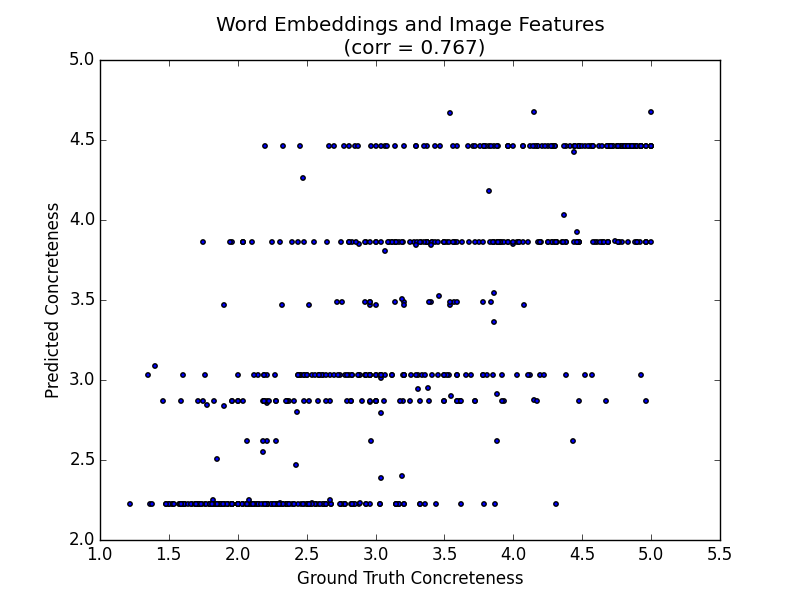 Word Embeddings and Image Features
(corr = 0.767)
5.0
4.5
4.0
3.5
3.0
2.5
2.0
Predicted Concreteness
1.0 1.5 2.0 2.5 3.0 3.5 4.0 4.5 5.0 5.5
Ground Truth Concreteness